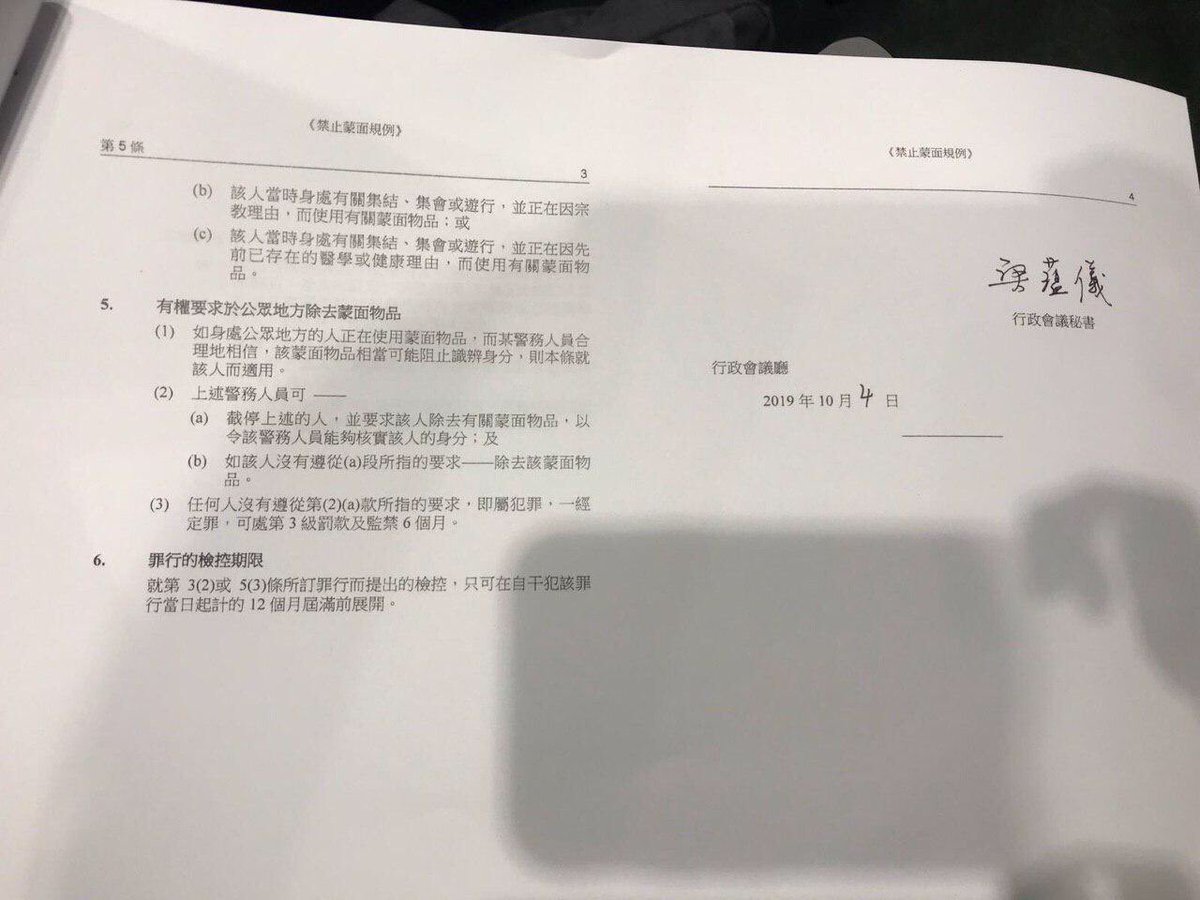 《禁止蒙面規例》
第 5 條
3
(b) 該人當時身處有關集結、集會或遊行，並正在因宗
教理由，而使用有關蒙面物品；或
(c) 該人當時身處有關集結、集會或遊行，並正在因先
前已存在的醫學或健康理由，而使用有關蒙面物
品。
5. 有權要求於公眾地方除去蒙面物品
(1) 如身處公眾地方的人正在使用蒙面物品，而某警務人員合
理地相信，該蒙面物品相當可能阻止識辨身分，則本條就
該人而適用。
(2) 上述警務人員可 ——
(a) 截停上述的人，並要求該人除去有關蒙面物品，以
令該警務人員能夠核實該人的身分；及
(b) 如該人沒有遵從(a)段所指的要求——除去該蒙面物
品。
(3) 任何人沒有遵從第(2)(a)款所指的要求，即屬犯罪，一經
定罪，可處第 3 級罰款及監禁 6 個月。
6. 罪行的檢控期限
就第 3(2)或 5(3)條所訂罪行而提出的檢控，只可在自干犯該罪
行當日起計的 12 個月屆滿前展開。
《禁止蒙面規例》
4
梁蘊儀
行政會議秘書
行政會議廳
2019 年 10 月 4 日